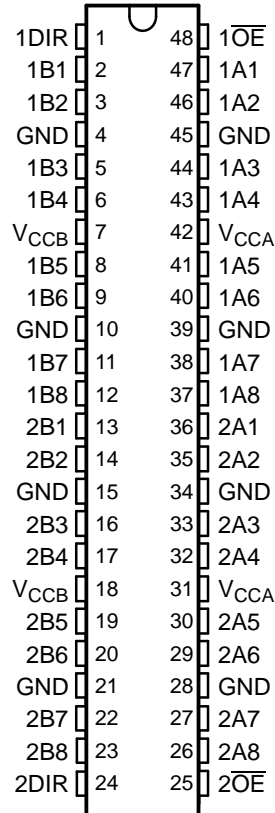 1DIR 1 48 1O̅E̅
1B1 2 47 1A1
1B2 3 46 1A2
GND 4 45 GND
1B3 5 44 1A3
1B4 6 43 1A4
VCCB 7 42 VCCA
1B5 8 41 1A5
1B6 9 40 1A6
GND 10 39 GND
1B7 11 38 1A7
1B8 12 37 1A8
2B1 13 36 2A1
2B2 14 35 2A2
GND 15 34 GND
2B3 16 33 2A3
2B4 17 32 2A4
VCCB 18 31 VCCA
2B5 19 30 2A5
2B6 20 29 2A6
GND 21 28 GND
2B7 22 27 2A7
2B8 23 26 2A8
2DIR 24 25 2O̅E̅